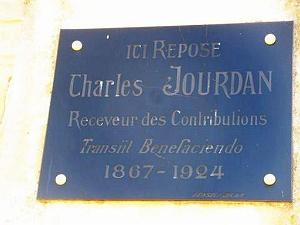 ICI REPOSE
Charles JOURDAN
Receveur des Contributions
Transiit Benefaciendo
1867-1924